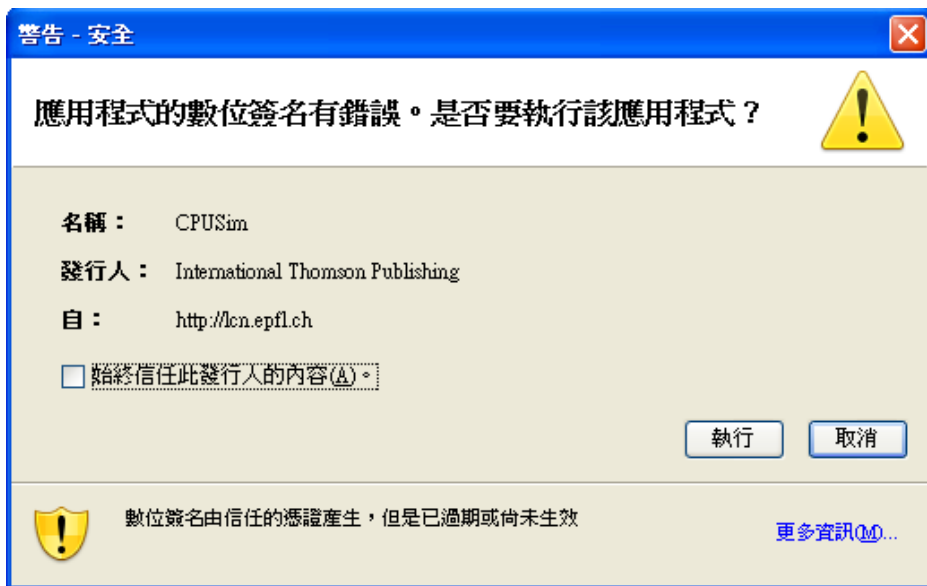 警告 - 安全
應用程式的數位簽名有錯誤。是否要執行該應用程式？
名稱： CPUSim
發行人： International Thomson Publishing
自： http://lcn.epfl.ch
始終信任此發行人的內容(A)。
執行 取消
數位簽名由信任的憑證產生，但是已過期或尚未生效
更多資訊(M)...